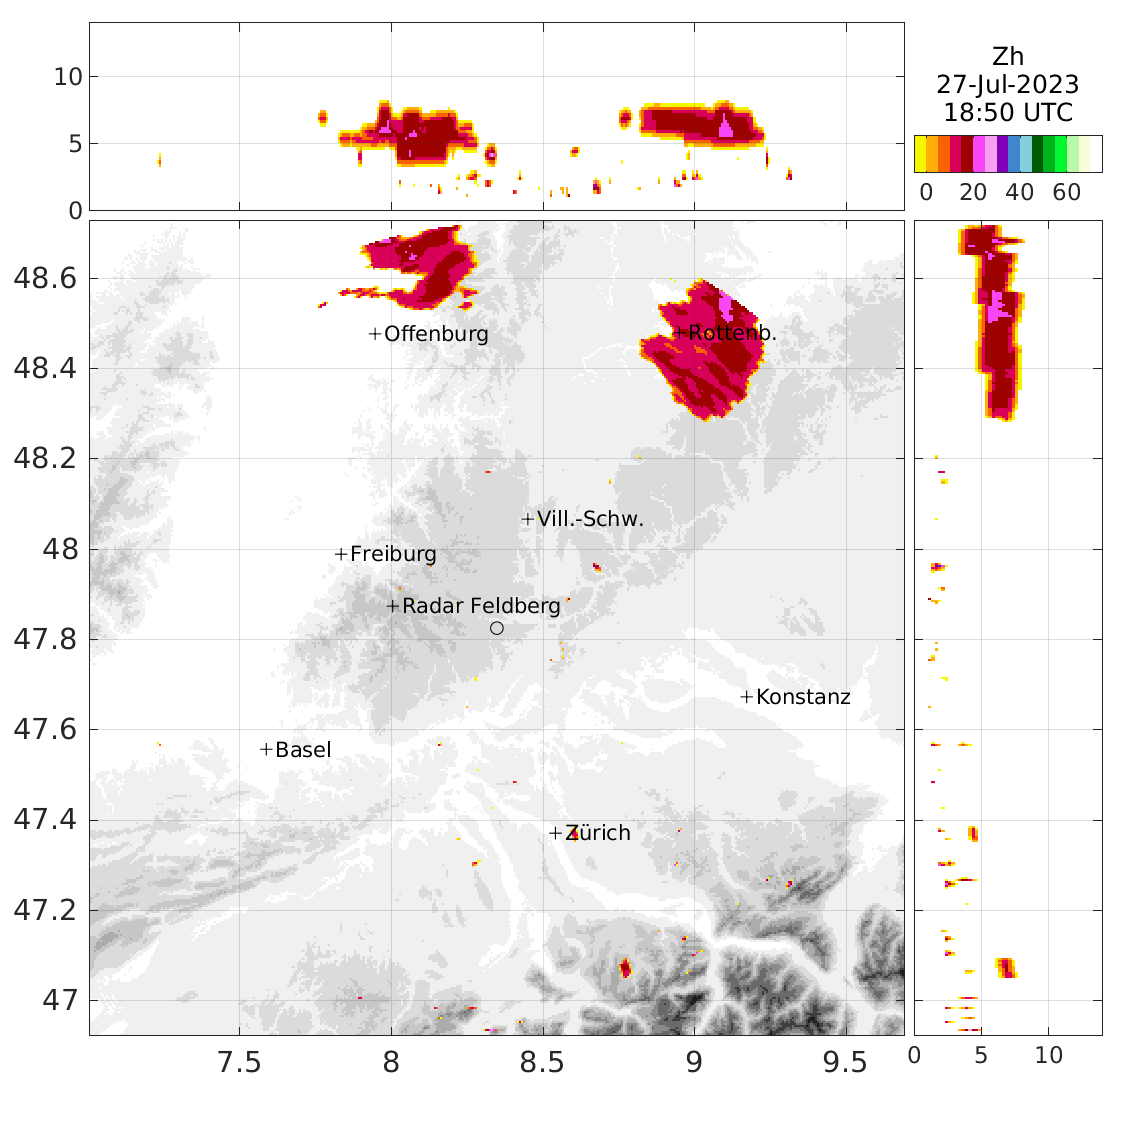 Zh
27-Jul-2023
18:50 UTC
0 20 40 60
10
5
0
48.6
48.4
48.2
48
47.8
47.6
47.4
47.2
47
Offenburg
Rottenb.
Vill.-Schw.
Freiburg
Radar Feldberg
Konstanz
Basel
Zürich
7.5 8 8.5 9 9.5
0 5 10